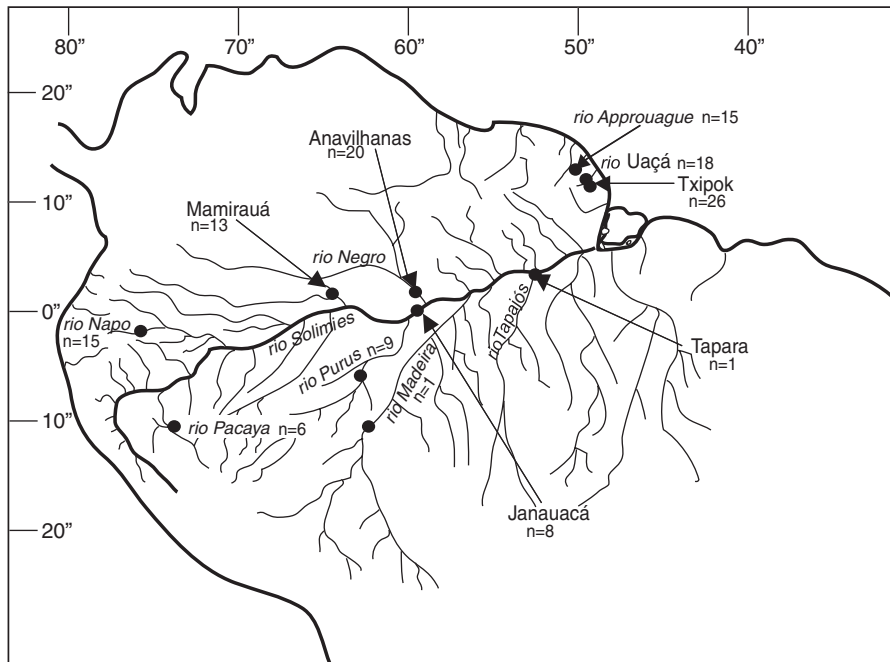 80” 70” 60” 50” 40”
20”
10”
0”
10”
20”
rio Approuague n=15
rio Uaçá n=18
Txipok
n=26
Anavilhanas
n=20
Mamirauá
n=13
rio Negro
rio Napo
n=15
rio Solimies
rio Purus n=9
rio Madeira
n=1
rio Tapajós
Tapara
n=1
rio Pacaya n=6
Janauacá
n=8